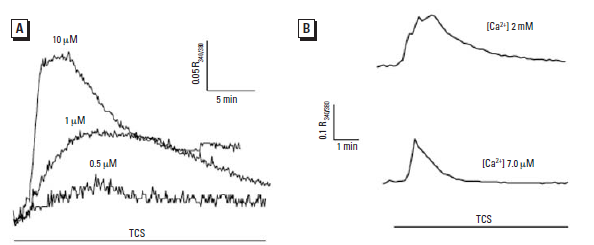 A
10 μM
0.05 R340/380
5 min
1 μM
0.5 μM
TCS
B
[Ca²⁺] 2 mM
0.1 R340/380
1 min
[Ca²⁺] 7.0 μM
TCS